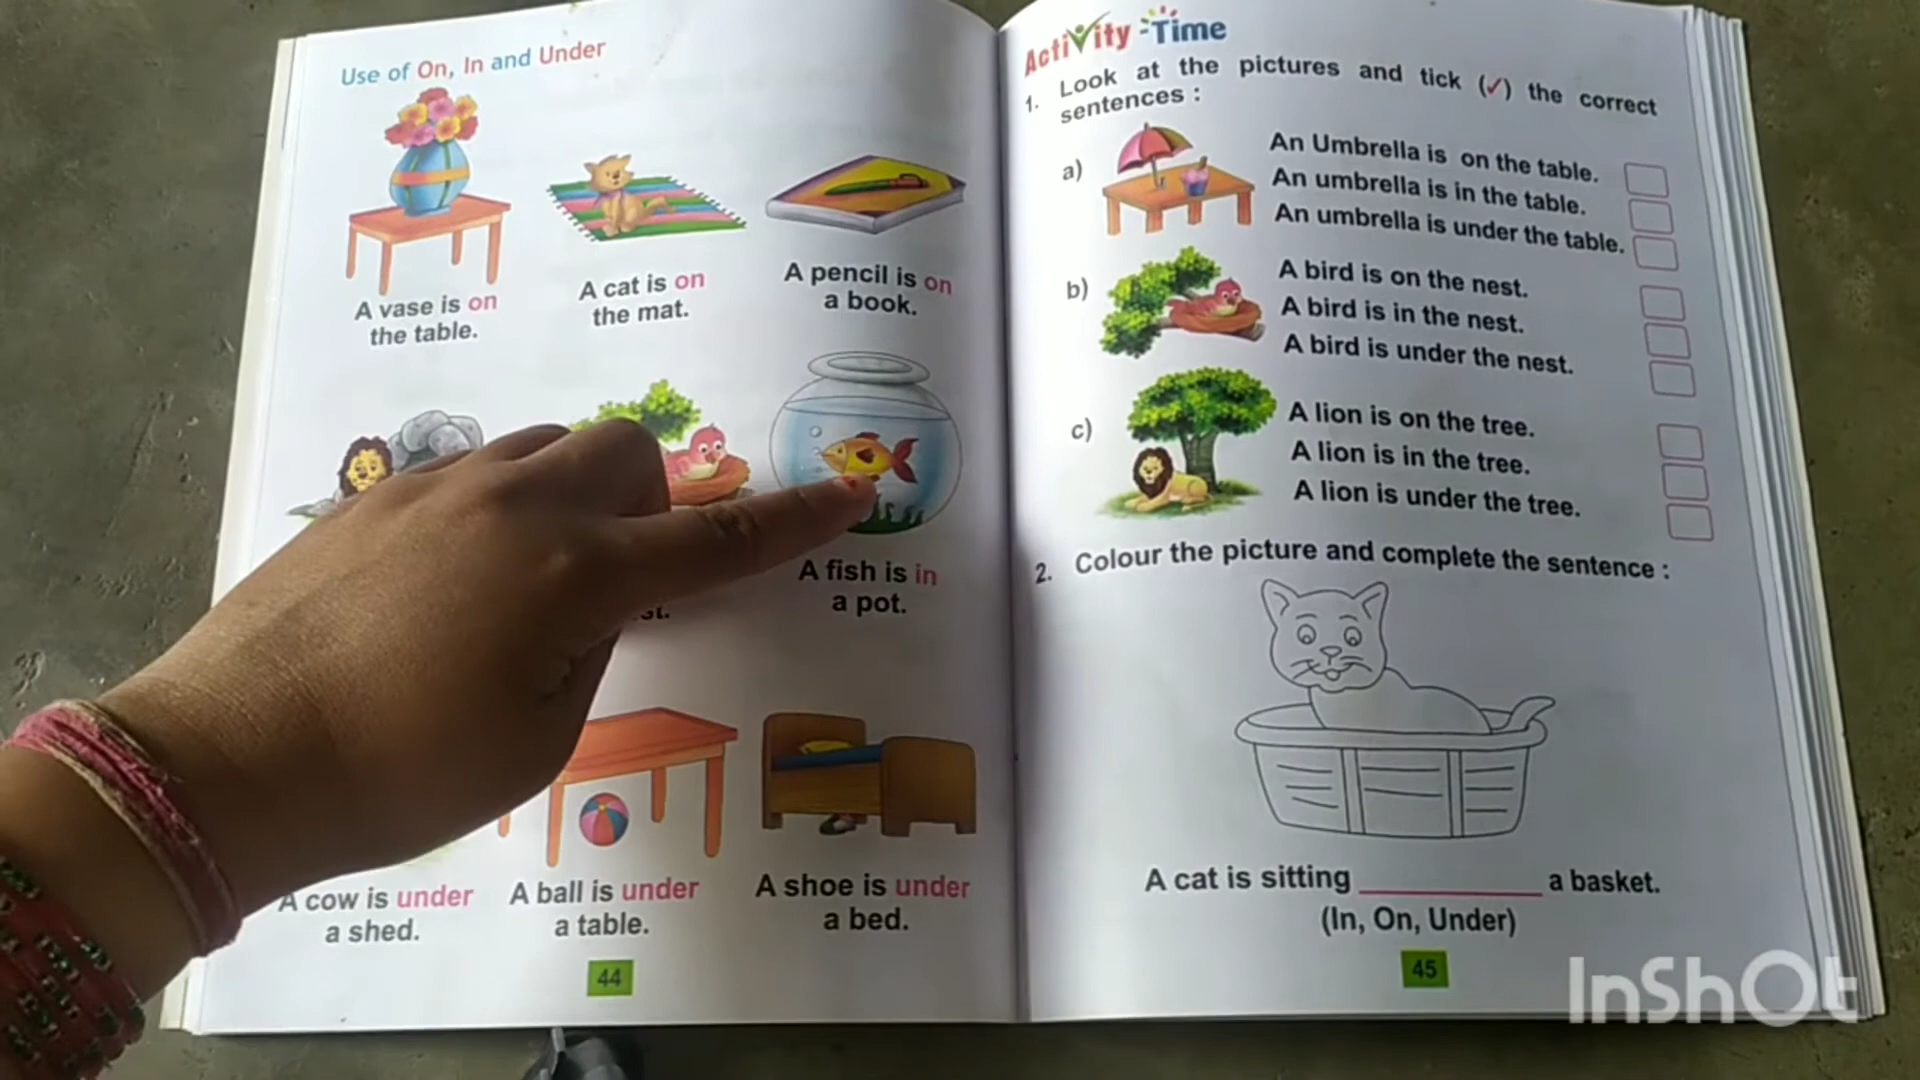 Use of On, In and Under
A vase is on
the table.
A cat is on
the mat.
A pencil is on
a book.
A fish is in
a pot.
A cow is under
a shed.
A ball is under
a table.
A shoe is under
a bed.
44
Activity Time
1. Look at the pictures and tick (✓) the correct
sentences :
a)
An Umbrella is on the table.
An umbrella is in the table.
An umbrella is under the table.
b)
A bird is on the nest.
A bird is in the nest.
A bird is under the nest.
c)
A lion is on the tree.
A lion is in the tree.
A lion is under the tree.
2. Colour the picture and complete the sentence :
A cat is sitting ____________ a basket.
(In, On, Under)
45
InShOt